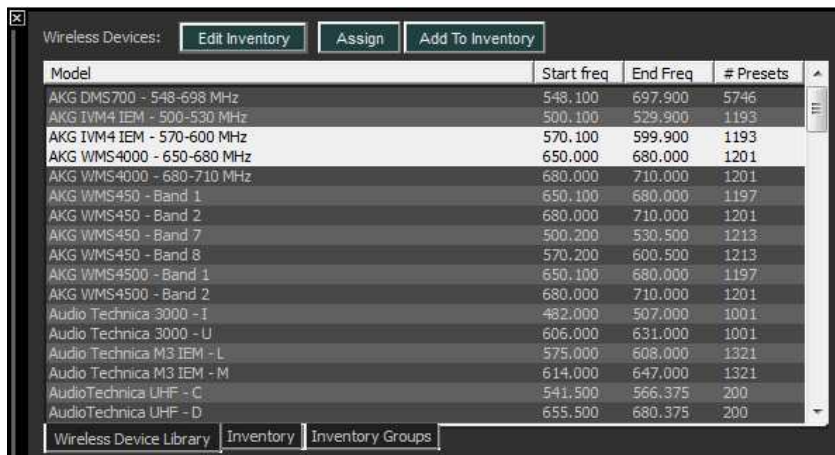 Wireless Devices: Edit Inventory Assign Add To Inventory
Model Start freq End Freq # Presets
AKG DMS700 - 548-698 MHz 548.100 697.900 5746
AKG IVM4 IEM - 500-530 MHz 500.100 529.900 1193
AKG IVM4 IEM - 570-600 MHz 570.100 599.900 1193
AKG WMS4000 - 650-680 MHz 650.000 680.000 1201
AKG WMS4000 - 680-710 MHz 680.000 710.000 1201
AKG WMS450 - Band 1 650.100 680.000 1197
AKG WMS450 - Band 2 680.000 710.000 1201
AKG WMS450 - Band 7 500.200 530.500 1213
AKG WMS450 - Band 8 570.200 600.500 1213
AKG WMS4500 - Band 1 650.100 680.000 1197
AKG WMS4500 - Band 2 680.000 710.000 1201
Audio Technica 3000 - I 482.000 507.000 1001
Audio Technica 3000 - U 606.000 631.000 1001
Audio Technica M3 IEM - L 575.000 608.000 1321
Audio Technica M3 IEM - M 614.000 647.000 1321
AudioTechnica UHF - C 541.500 566.375 200
AudioTechnica UHF - D 655.500 680.375 200
Wireless Device Library Inventory Inventory Groups